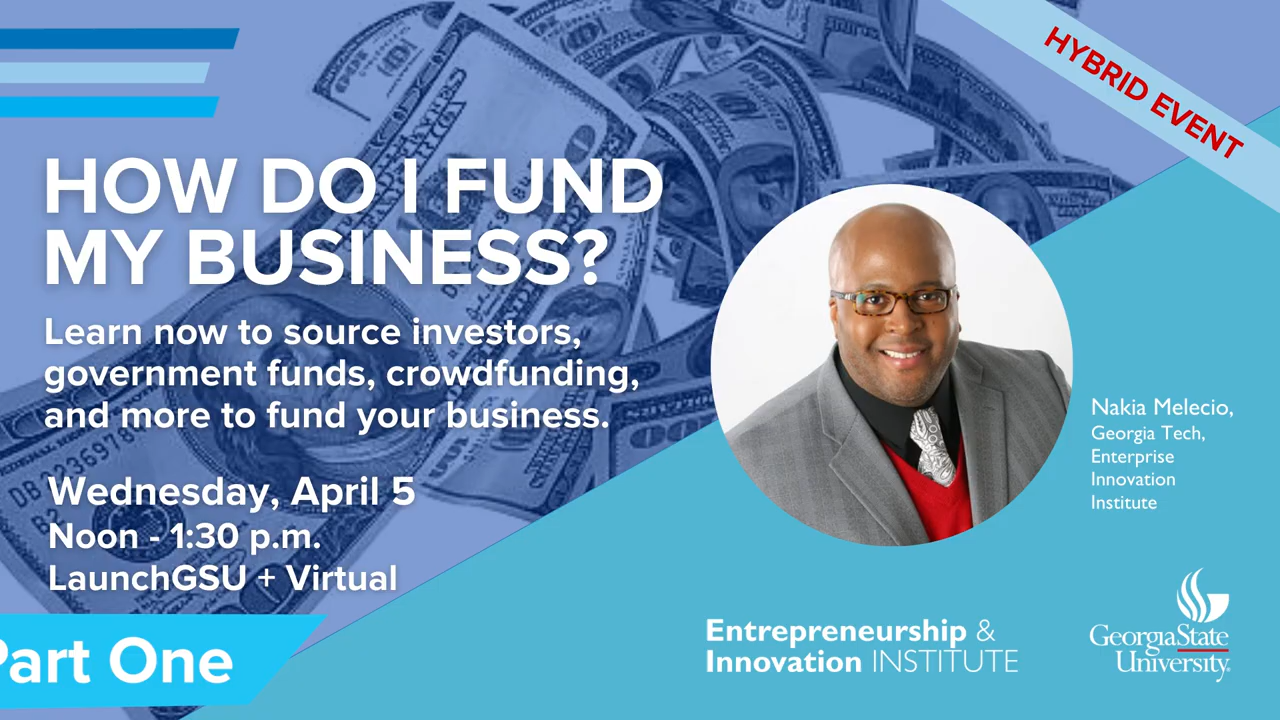 HYBRID EVENT
HOW DO I FUND
MY BUSINESS?
Learn now to source investors,
government funds, crowdfunding,
and more to fund your business.
Wednesday, April 5
Noon - 1:30 p.m.
LaunchGSU + Virtual
Part One
Nakia Melecio,
Georgia Tech,
Enterprise
Innovation
Institute
Entrepreneurship &
Innovation INSTITUTE
GeorgiaState
University